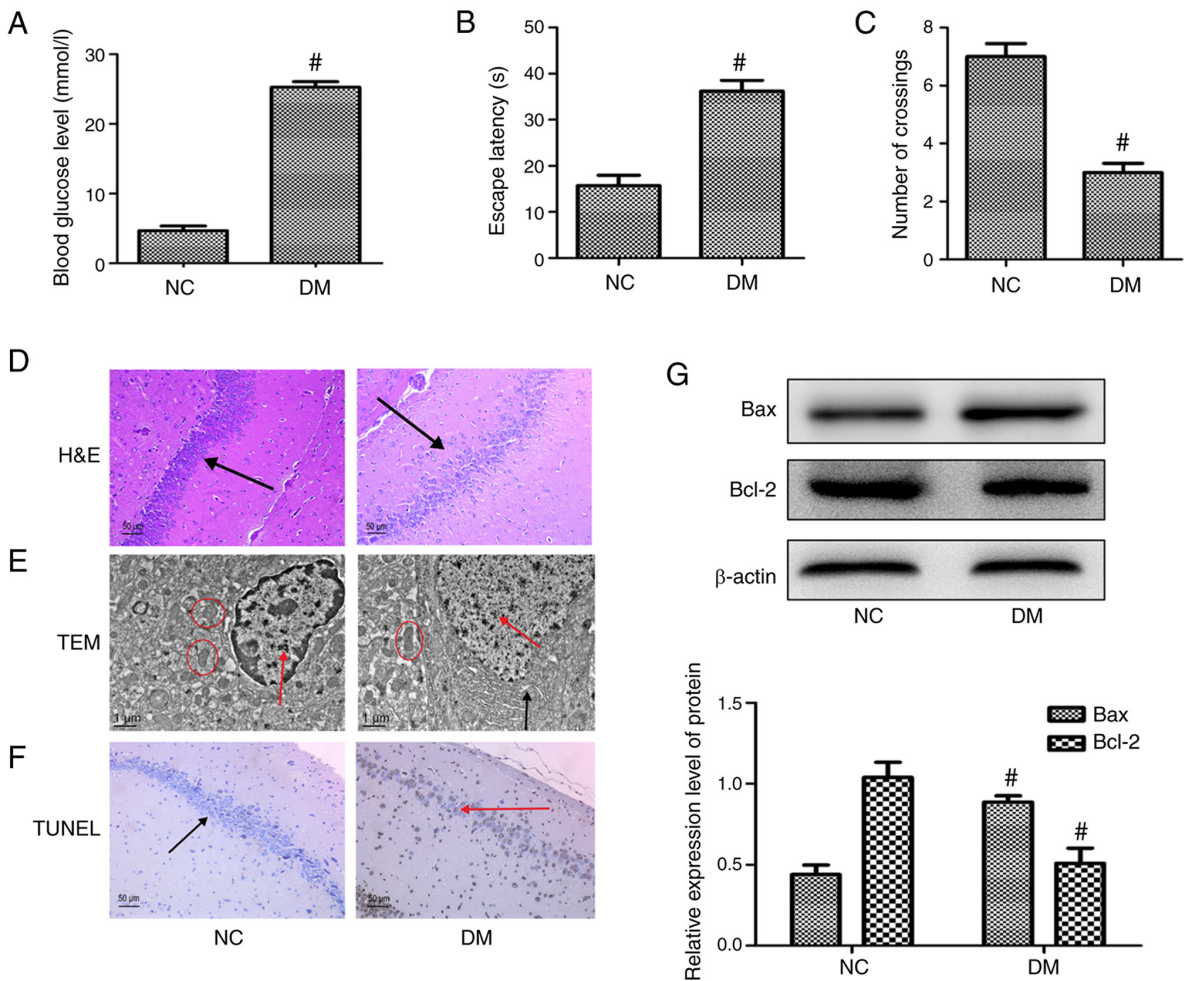 A
Blood glucose level (mmol/l)
30
20
10
0
#
NC
DM
B
Escape latency (s)
50
40
30
20
10
0
#
NC
DM
C
Number of crossings
8
6
4
2
0
#
NC
DM
D
H&E
50 µm
50 µm
E
TEM
1 µm
1 µm
F
TUNEL
50 µm
50 µm
NC
DM
G
Bax
Bcl-2
β-actin
NC
DM
Relative expression level of protein
1.5
1.0
0.5
0.0
Bax
Bcl-2
#
#
NC
DM